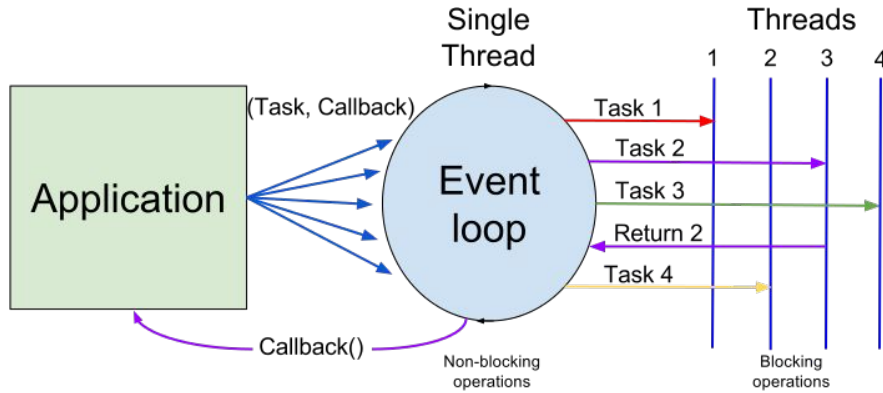 Single
Thread
Threads
1 2 3 4
(Task, Callback)
Application
Event
loop
Task 1
Task 2
Task 3
Return 2
Task 4
Callback()
Non-blocking
operations
Blocking
operations